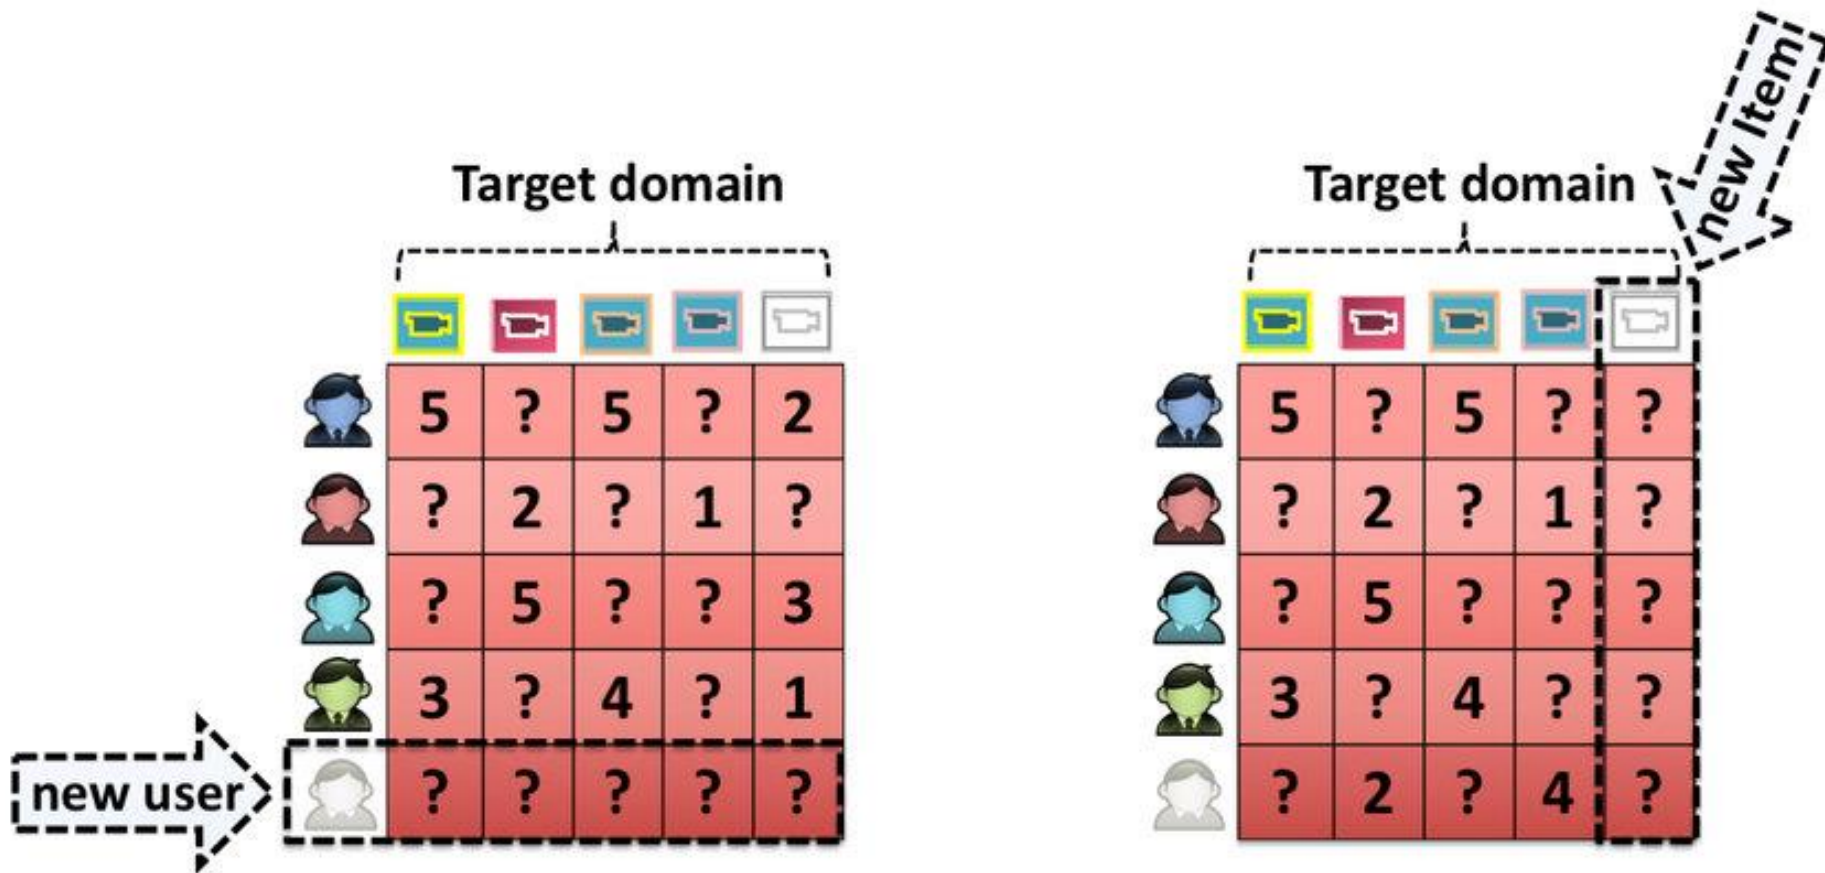 Target domain
5 ? 5 ? 2
? 2 ? 1 ?
? 5 ? ? 3
3 ? 4 ? 1
new user
? ? ? ? ?
Target domain
new Item
5 ? 5 ? ?
? 2 ? 1 ?
? 5 ? ? ?
3 ? 4 ? ?
? 2 ? 4 ?